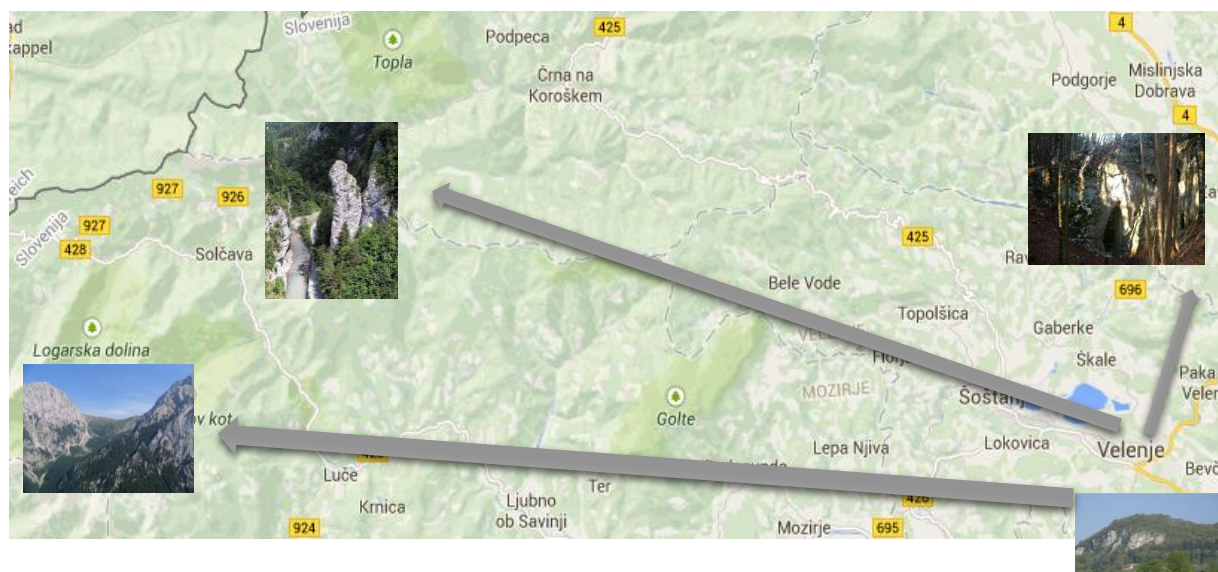 Slovenija
Podpeca
425
4
Topla
Črna na
Koroškem
Podgorje
Mislinjska
Dobrava
4
927
926
927
428
Slovenija
Solčava
425
696
Bele Vode
Topolšica
Gaberke
Logarska dolina
Škale
Paka
MOZIRJE
Golte
Lokovica
Velenje
Lepa Njiva
Luče
Ter
Krnica
Ljubno
ob Savinji
924
Mozirje
695
426